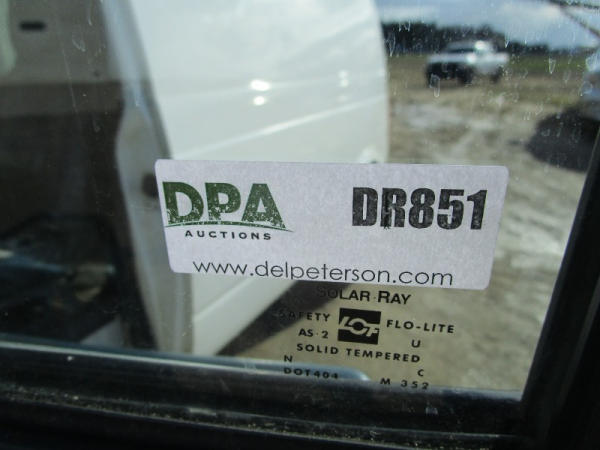 DPA DR851
AUCTIONS
www.delpeterson.com
SOLAR-RAY
SAFETY LOF FLO-LITE
AS-2 U
SOLID TEMPERED
N C
DOT404 M 352